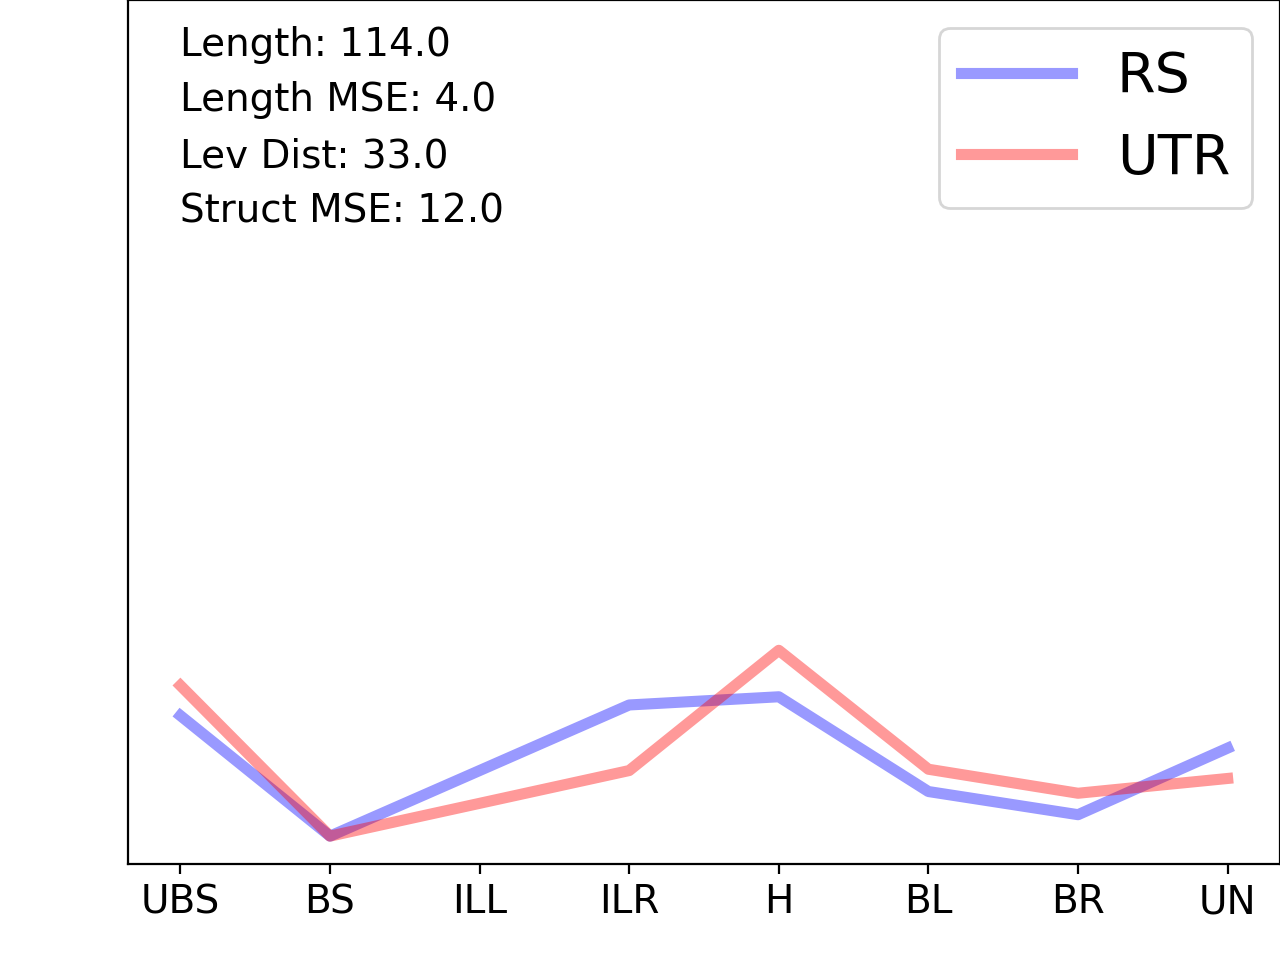 Length: 114.0
Length MSE: 4.0
Lev Dist: 33.0
Struct MSE: 12.0
RS
UTR
UBS BS ILL ILR H BL BR UN